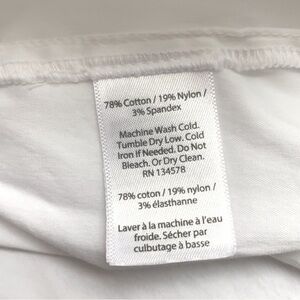 78% Cotton / 19% Nylon /
3% Spandex
Machine Wash Cold.
Tumble Dry Low. Cold
Iron If Needed. Do Not
Bleach. Or Dry Clean.
RN 134578
78% coton / 19% nylon /
3% élasthanne
Laver à la machine à l'eau
froide. Sécher par
culbutage à basse